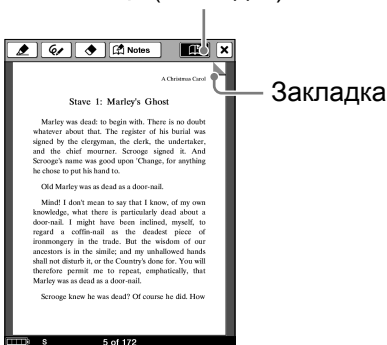 Notes
A Christmas Carol
Закладка
Stave 1: Marley's Ghost
Marley was dead: to begin with. There is no doubt
whatever about that. The register of his burial was
signed by the clergyman, the clerk, the undertaker,
and the chief mourner. Scrooge signed it. And
Scrooge's name was good upon 'Change, for anything
he chose to put his hand to.
Old Marley was as dead as a door-nail.
Mind! I don't mean to say that I know, of my own
knowledge, what there is particularly dead about a
door-nail. I might have been inclined, myself, to
regard a coffin-nail as the deadest piece of
ironmongery in the trade. But the wisdom of our
ancestors is in the simile; and my unhallowed hands
shall not disturb it, or the Country's done for. You will
therefore permit me to repeat, emphatically, that
Marley was as dead as a door-nail.
Scrooge knew he was dead? Of course he did. How
S 5 of 172